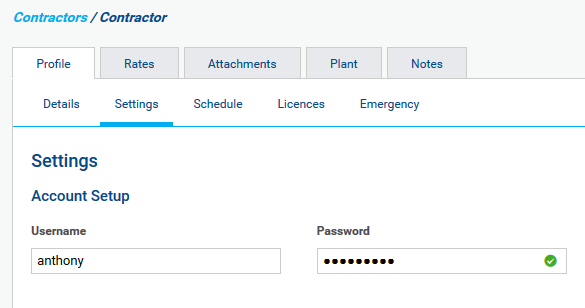 Contractors / Contractor
Profile Rates Attachments Plant Notes
Details Settings Schedule Licences Emergency
Settings
Account Setup
Username Password
anthony •••••••••